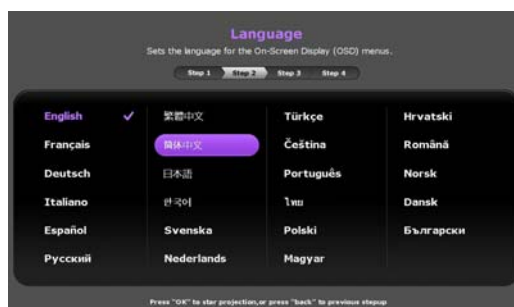 Language
Sets the language for the On-Screen Display (OSD) menus.
Step 1 Step 2 Step 3 Step 4
English 繁體中文 Türkçe Hrvatski
Français 简体中文 Čeština Română
Deutsch 日本語 Português Norsk
Italiano 한국어 ไทย Dansk
Español Svenska Polski Български
Русский Nederlands Magyar
Press "OK" to star projection,or press "back" to previous stepup